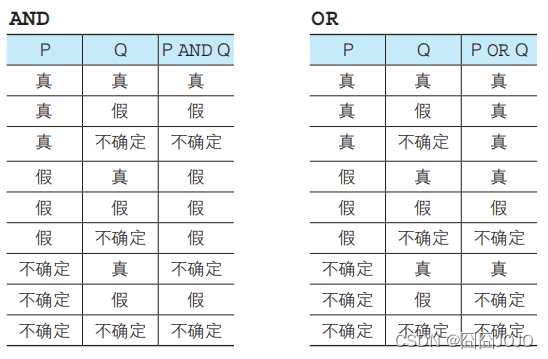 AND
P Q P AND Q
真 真 真
真 假 假
真 不确定 不确定
假 真 假
假 假 假
假 不确定 假
不确定 真 不确定
不确定 假 假
不确定 不确定 不确定
OR
P Q P OR Q
真 真 真
真 假 真
真 不确定 真
假 真 真
假 假 假
假 不确定 不确定
不确定 真 真
不确定 假 不确定
不确定 不确定 不确定
CSDN @囧囧JOJO